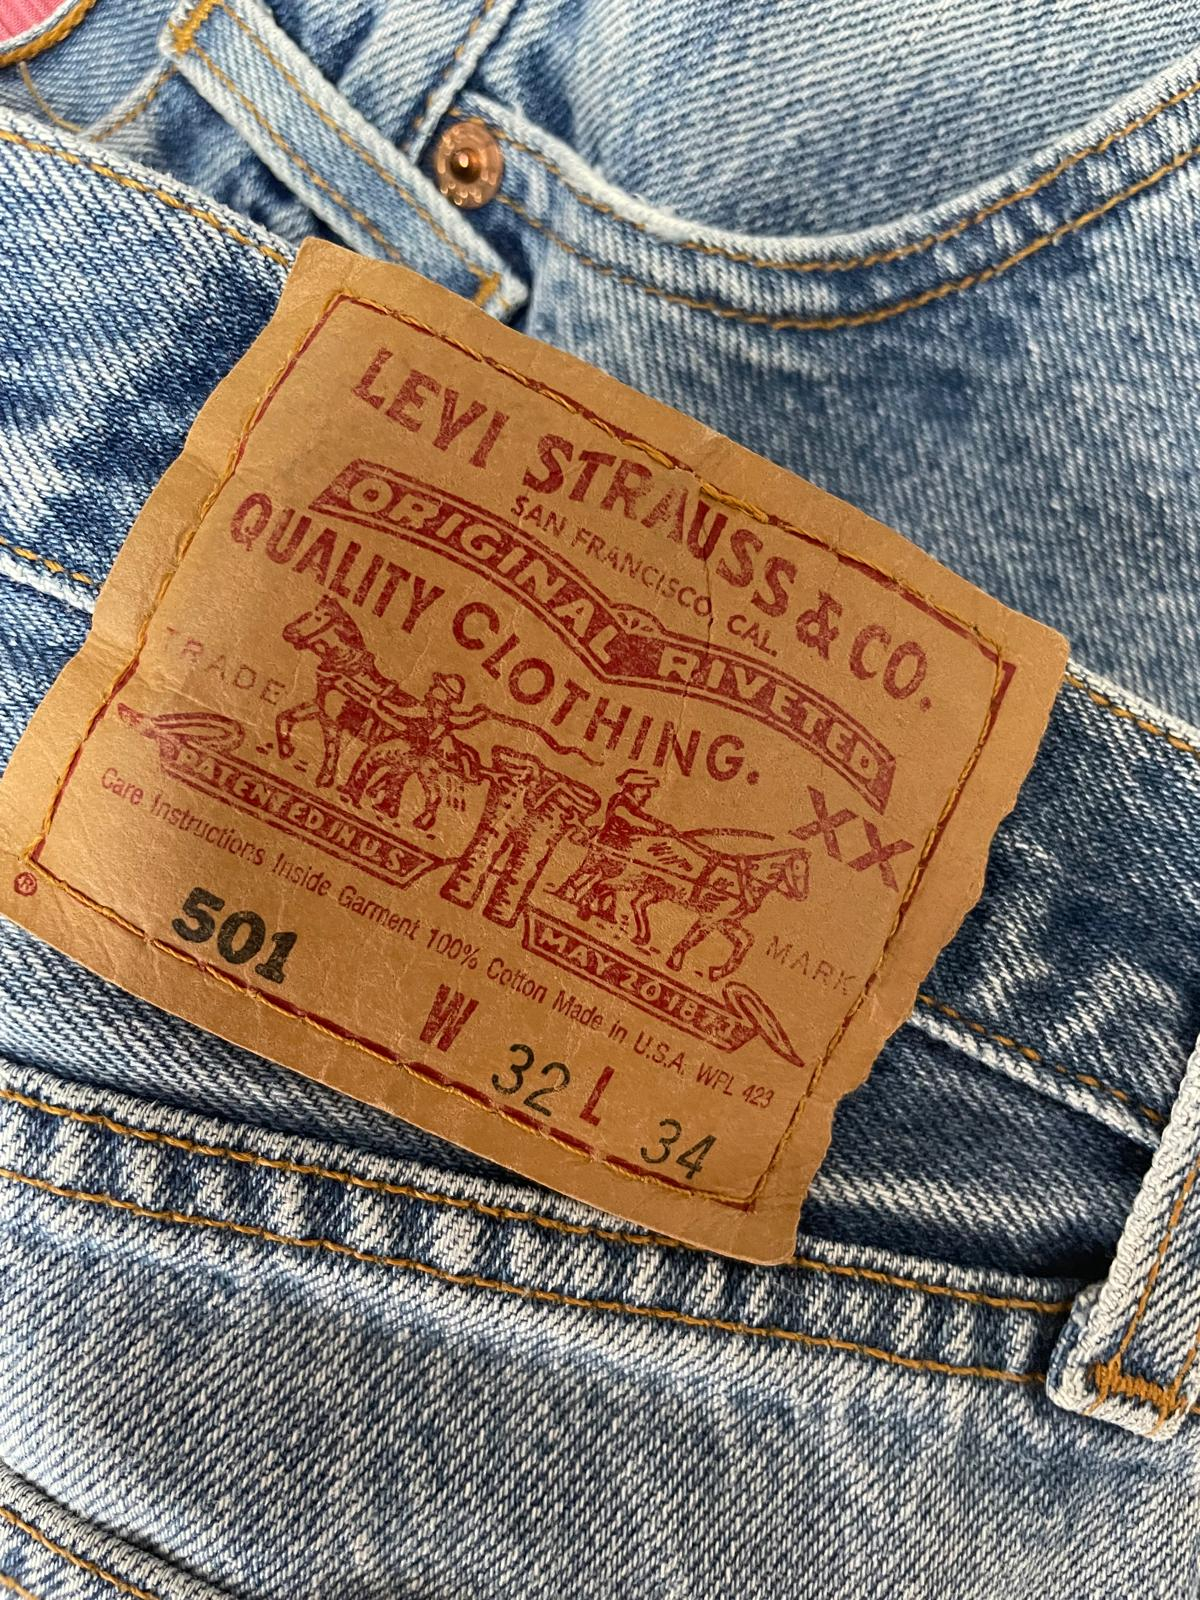 LEVI STRAUSS & CO.
SAN FRANCISCO, CAL.
ORIGINAL RIVETED
QUALITY CLOTHING.
XX
TRADE
MARK
PATENTED IN U.S.
MAY 20 1873
Care Instructions Inside Garment 100% Cotton Made in U.S.A. WPL 423
®
501
W 32 L 34